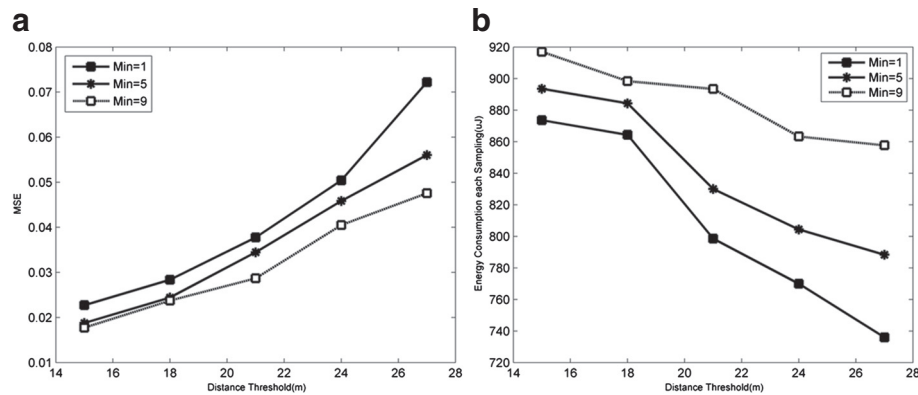 a
0.08
0.07
0.06
0.05
0.04
0.03
0.02
0.01
MSE
Min=1
Min=5
Min=9
14 16 18 20 22 24 26 28
Distance Threshold(m)
b
920
900
880
860
840
820
800
780
760
740
720
Energy Consumption each Sampling(uJ)
Min=1
Min=5
Min=9
14 16 18 20 22 24 26 28
Distance Threshold(m)